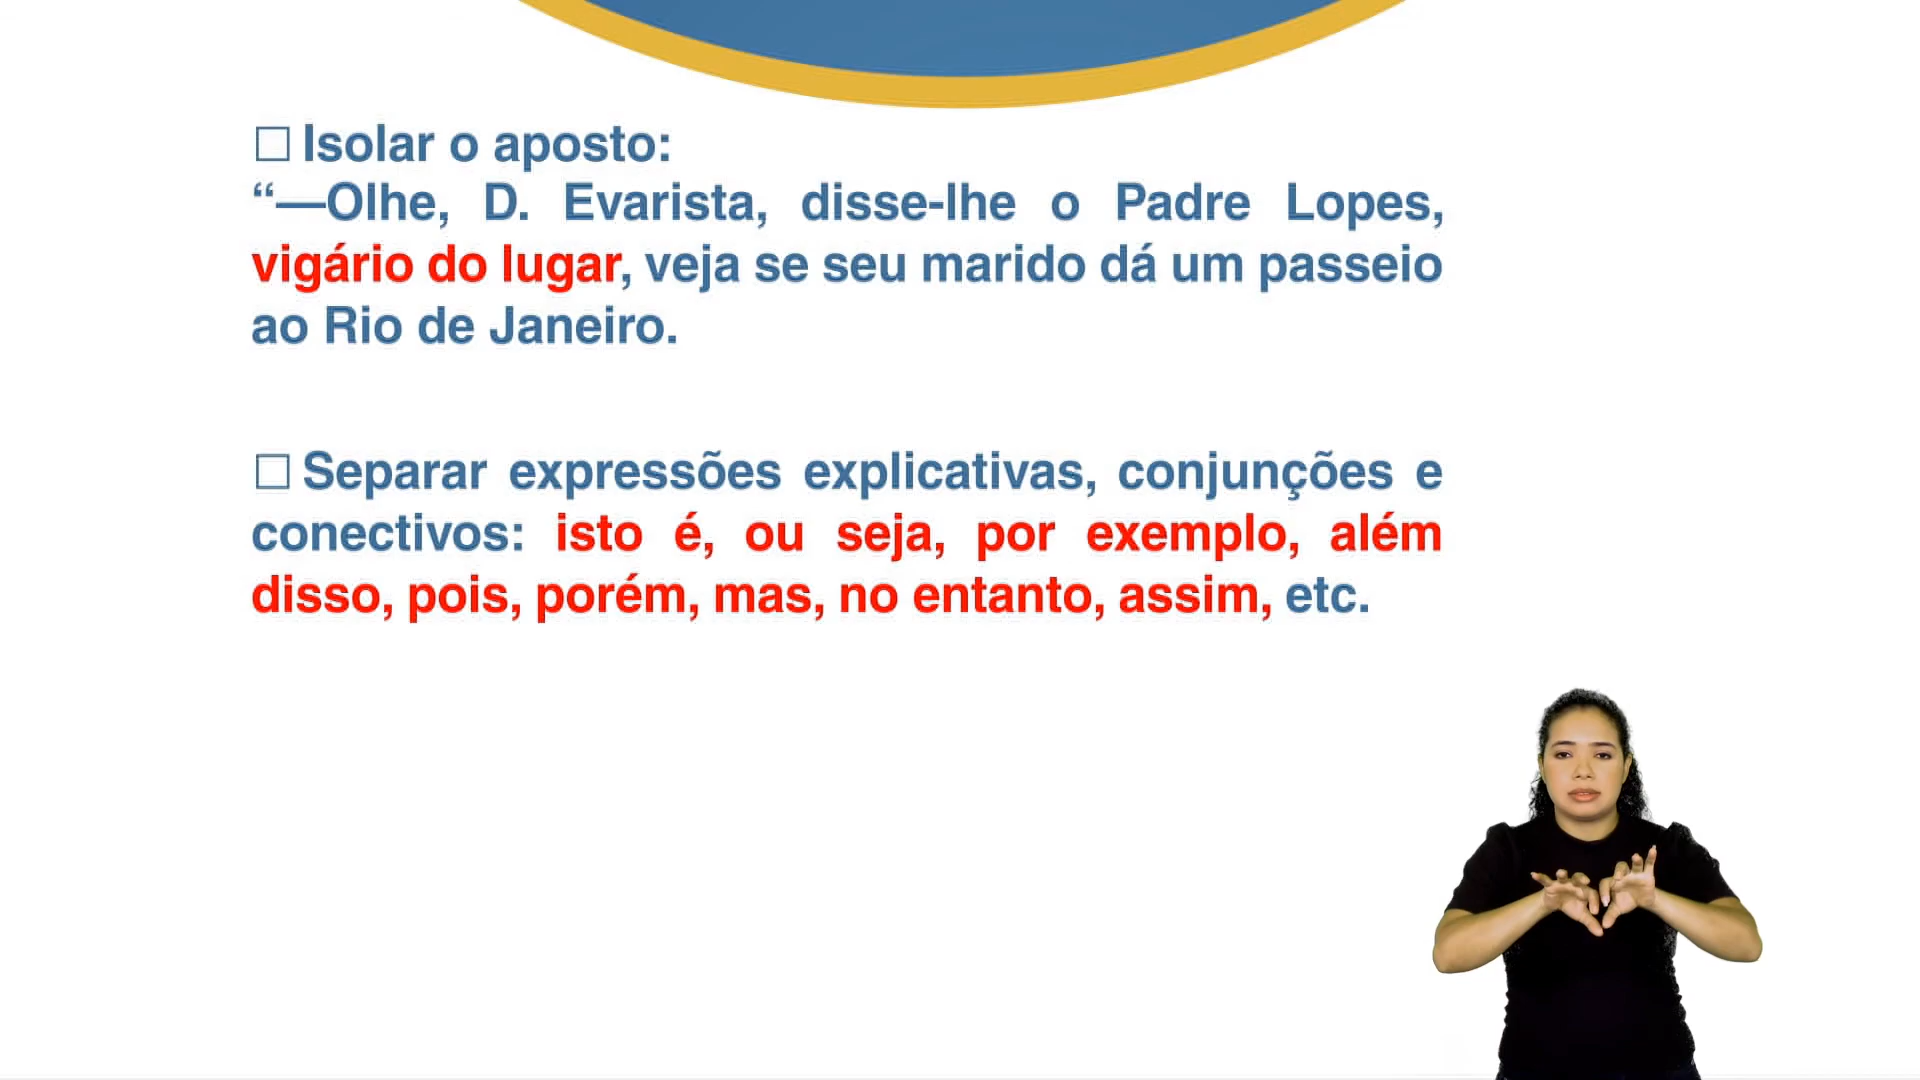 ☐ Isolar o aposto:
“—Olhe, D. Evarista, disse-lhe o Padre Lopes,
vigário do lugar, veja se seu marido dá um passeio
ao Rio de Janeiro.
☐ Separar expressões explicativas, conjunções e
conectivos: isto é, ou seja, por exemplo, além
disso, pois, porém, mas, no entanto, assim, etc.